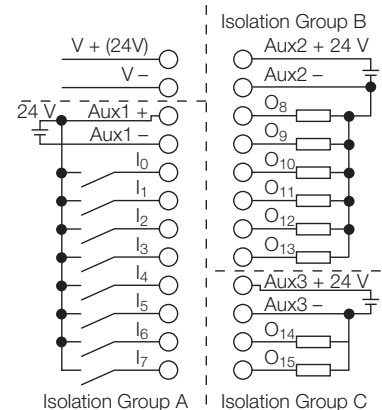 Isolation Group B
V + (24V)
V –
24 V
Aux1 +
Aux1 –
I0
I1
I2
I3
I4
I5
I6
I7
Isolation Group A
Aux2 + 24 V
Aux2 –
O8
O9
O10
O11
O12
O13
Aux3 + 24 V
Aux3 –
O14
O15
Isolation Group C